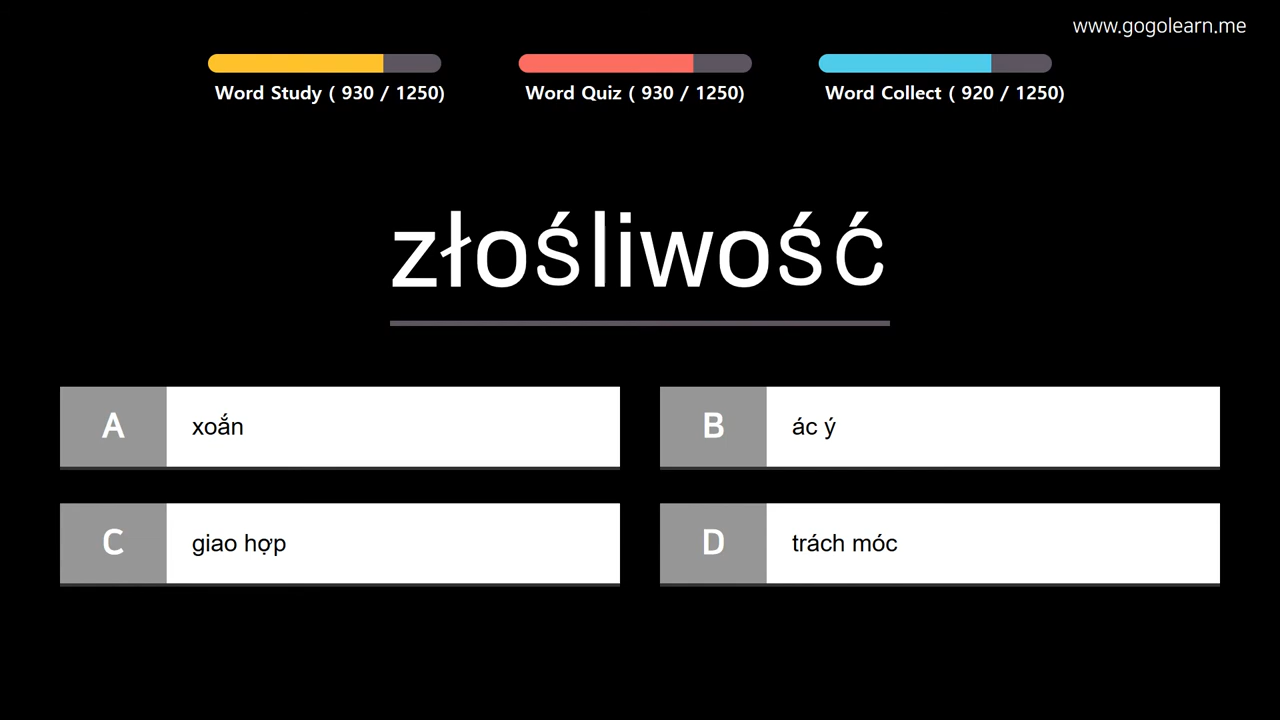 www.gogolearn.me
Word Study ( 930 / 1250)
Word Quiz ( 930 / 1250)
Word Collect ( 920 / 1250)
złośliwość
A
xoắn
B
ác ý
C
giao hợp
D
trách móc